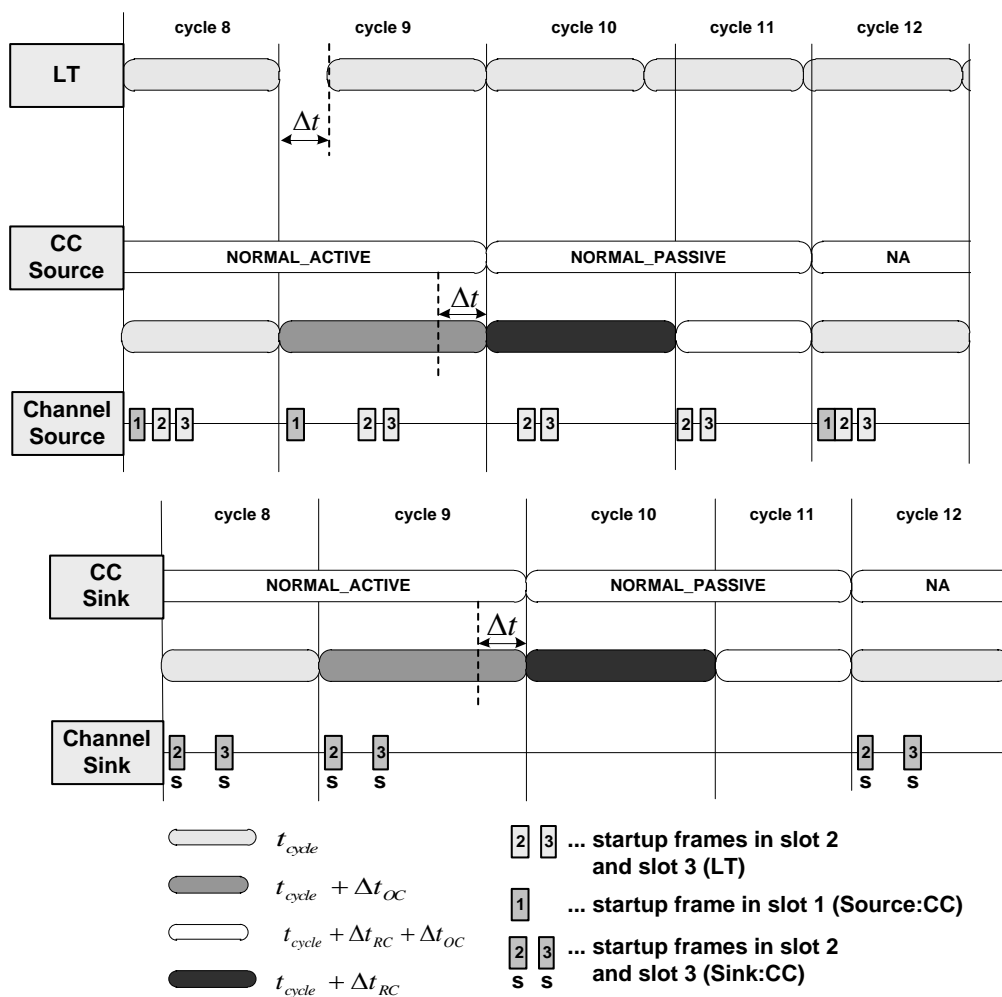 cycle 8 cycle 9 cycle 10 cycle 11 cycle 12
LT
Δt
CC
Source
NORMAL_ACTIVE NORMAL_PASSIVE NA
Δt
Channel
Source
1 2 3 1 2 3 2 3 2 3 1 2 3
cycle 8 cycle 9 cycle 10 cycle 11 cycle 12
CC
Sink
NORMAL_ACTIVE NORMAL_PASSIVE NA
Δt
Channel
Sink
2 3 2 3 2 3
s s s s s s
t_cycle
t_cycle + Δt_OC
t_cycle + Δt_RC + Δt_OC
t_cycle + Δt_RC
2 3 ... startup frames in slot 2
and slot 3 (LT)
1 ... startup frame in slot 1 (Source:CC)
2 3 ... startup frames in slot 2
s s and slot 3 (Sink:CC)